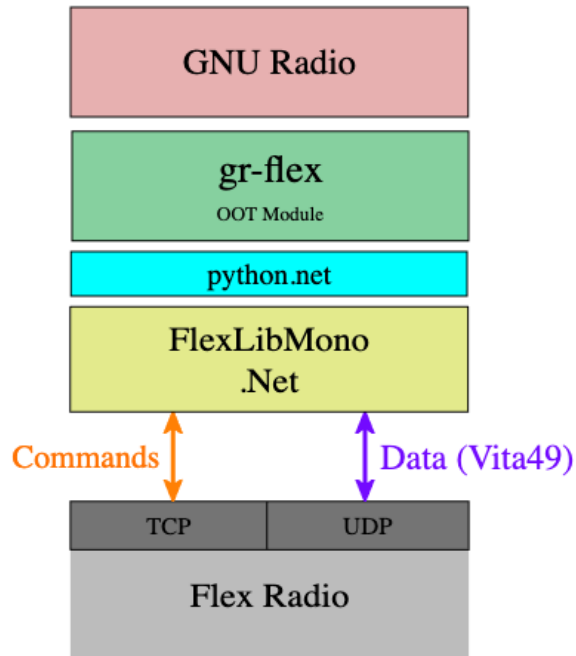 GNU Radio
gr-flex
OOT Module
python.net
FlexLibMono
.Net
Commands
Data (Vita49)
TCP
UDP
Flex Radio